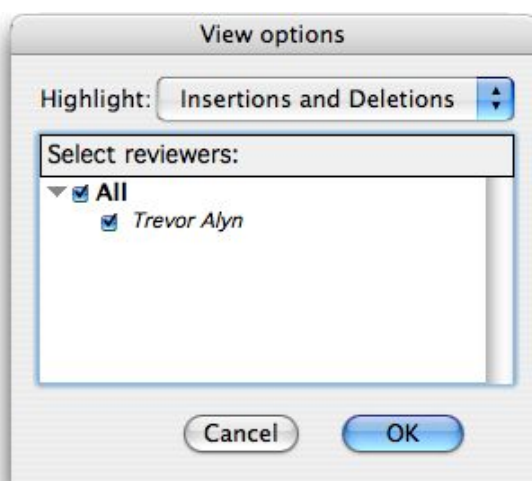 View options
Highlight: Insertions and Deletions
Select reviewers:
All
Trevor Alyn
Cancel OK